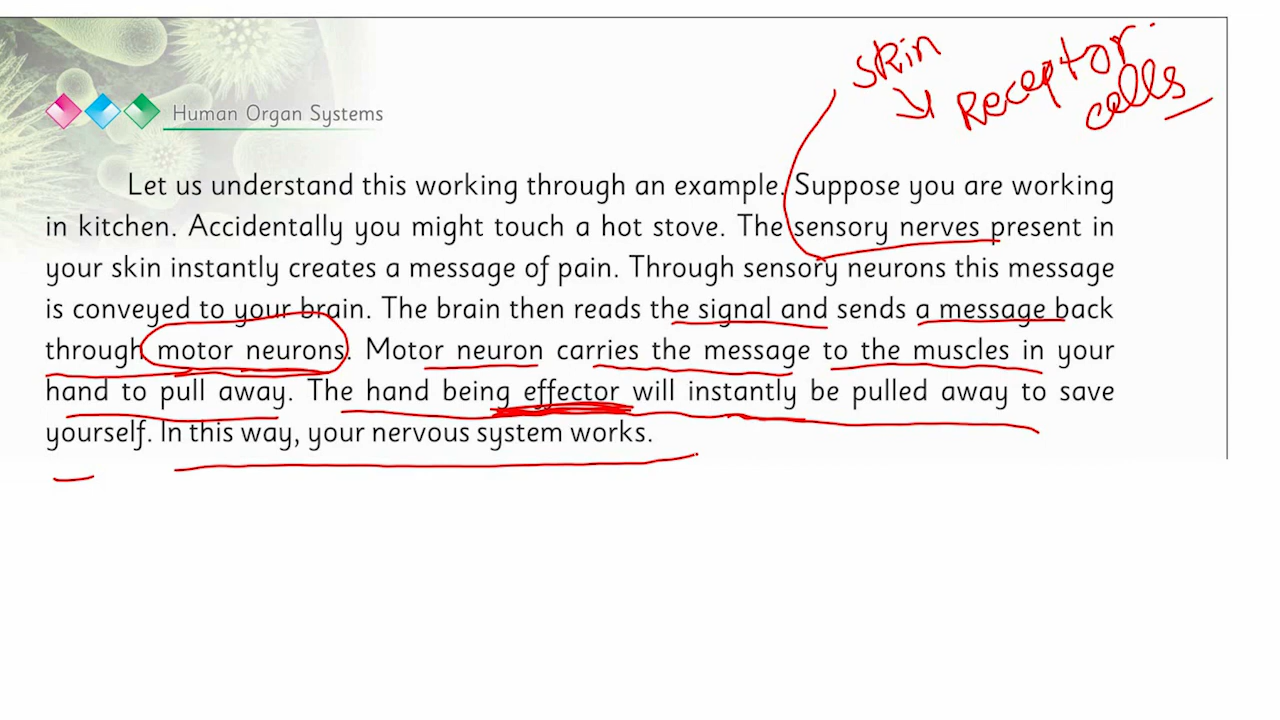 skin
Receptor
cells
Human Organ Systems
Let us understand this working through an example. Suppose you are working
in kitchen. Accidentally you might touch a hot stove. The sensory nerves present in
your skin instantly creates a message of pain. Through sensory neurons this message
is conveyed to your brain. The brain then reads the signal and sends a message back
through motor neurons. Motor neuron carries the message to the muscles in your
hand to pull away. The hand being effector will instantly be pulled away to save
yourself. In this way, your nervous system works.